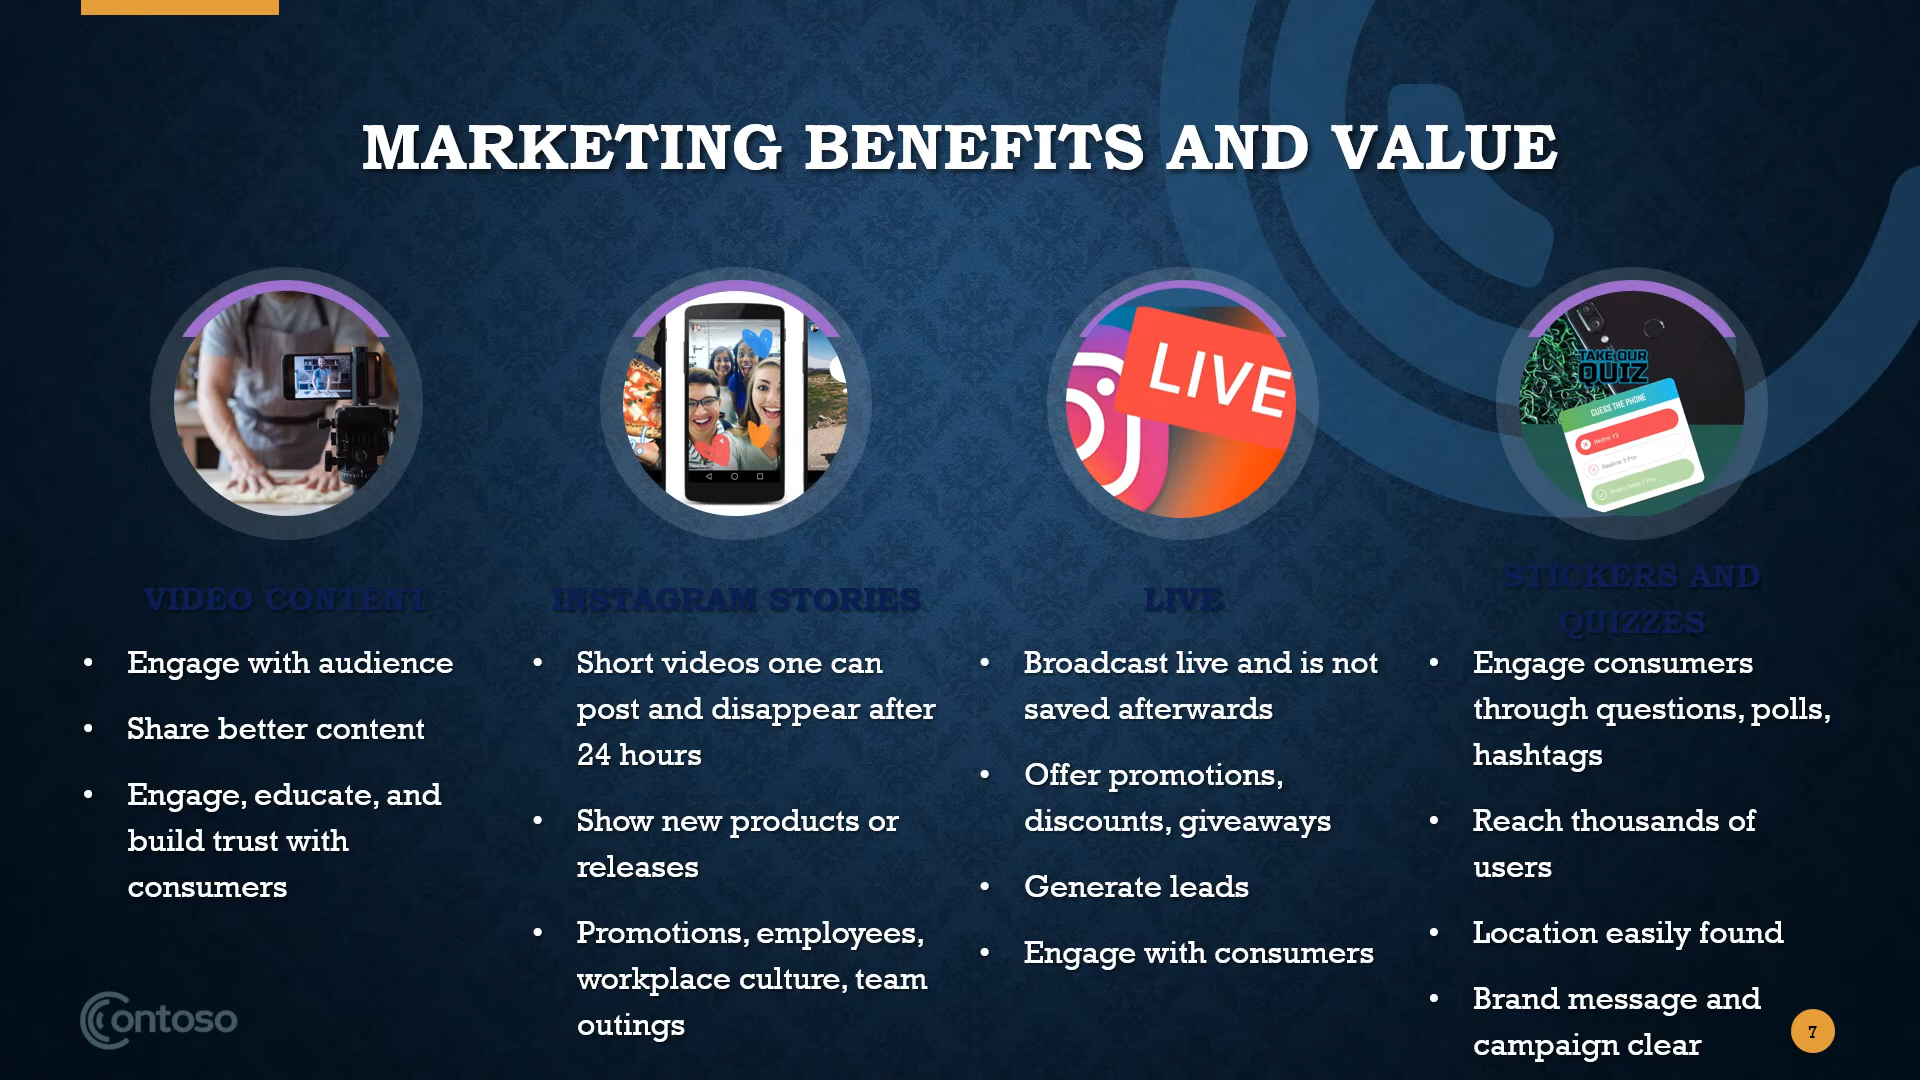 MARKETING BENEFITS AND VALUE
LIVE
TAKE OUR
QUIZ
GUESS THE PHONE
VIDEO CONTENT
• Engage with audience
• Share better content
• Engage, educate, and
build trust with
consumers
INSTAGRAM STORIES
• Short videos one can
post and disappear after
24 hours
• Show new products or
releases
• Promotions, employees,
workplace culture, team
outings
LIVE
• Broadcast live and is not
saved afterwards
• Offer promotions,
discounts, giveaways
• Generate leads
• Engage with consumers
STICKERS AND
QUIZZES
• Engage consumers
through questions, polls,
hashtags
• Reach thousands of
users
• Location easily found
• Brand message and
campaign clear
Contoso
7